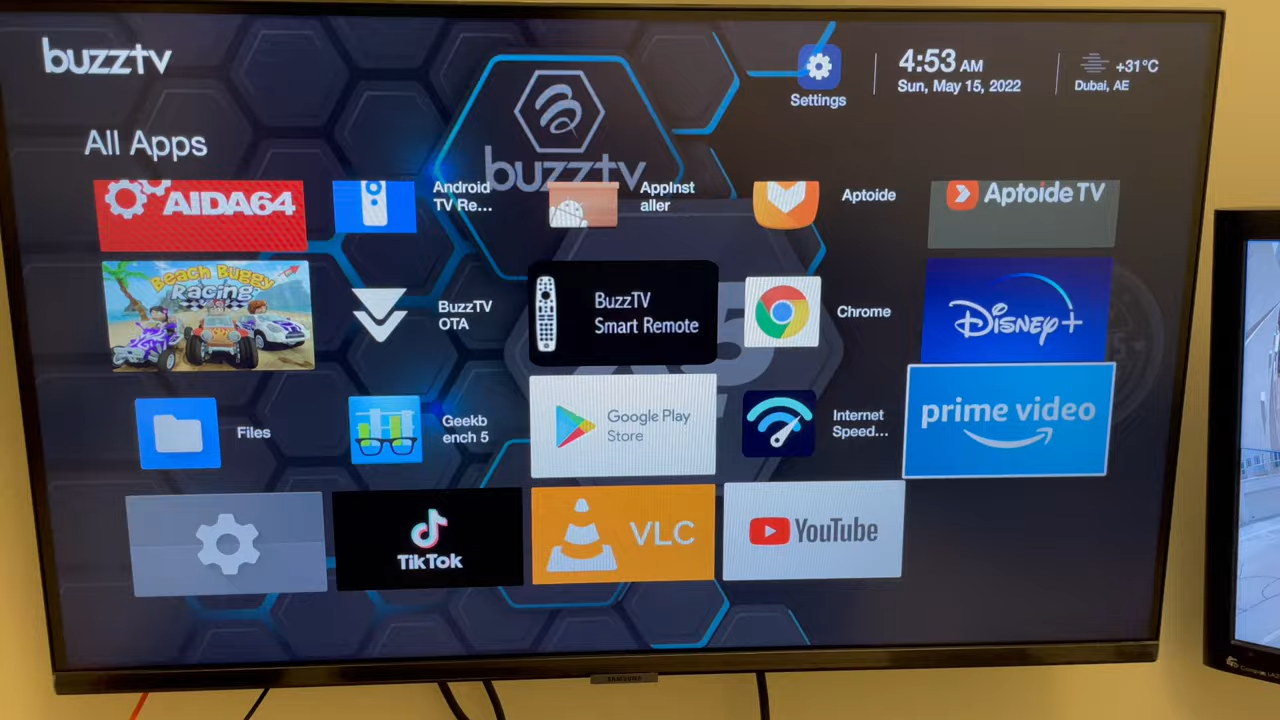 buzztv
Settings
4:53 AM
Sun, May 15, 2022
+31°C
Dubai, AE
All Apps
buzztv
AIDA64
Android
TV Re...
AppInst
aller
Aptoide
Aptoide TV
Beach Buggy
Racing
BuzzTV
OTA
BuzzTV
Smart Remote
Chrome
Disney+
Files
Geekb
ench 5
Google Play
Store
Internet
Speed...
prime video
TikTok
VLC
YouTube
SAMSUNG